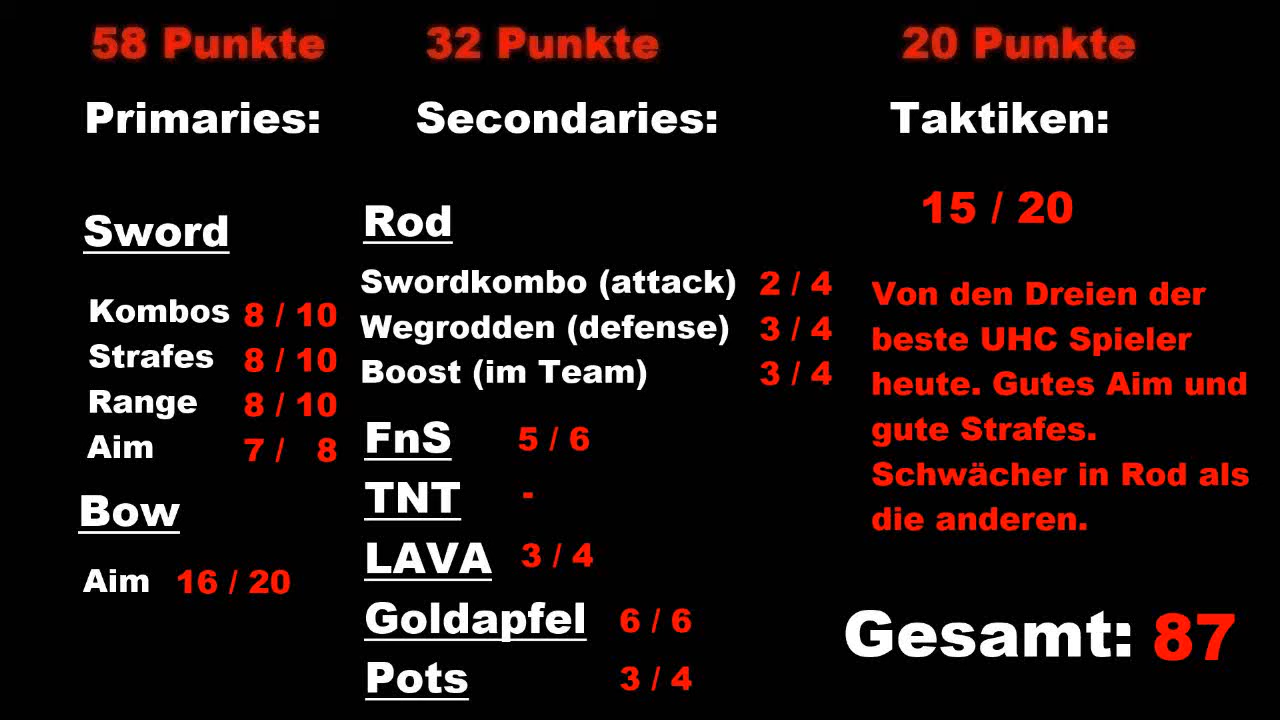 58 Punkte
Primaries:
Sword
Kombos 8 / 10
Strafes 8 / 10
Range 8 / 10
Aim 7 / 8
Bow
Aim 16 / 20
32 Punkte
Secondaries:
Rod
Swordkombo (attack) 2 / 4
Wegrodden (defense) 3 / 4
Boost (im Team) 3 / 4
FnS 5 / 6
TNT -
LAVA 3 / 4
Goldapfel 6 / 6
Pots 3 / 4
20 Punkte
Taktiken:
15 / 20
Von den Dreien der
beste UHC Spieler
heute. Gutes Aim und
gute Strafes.
Schwächer in Rod als
die anderen.
Gesamt: 87